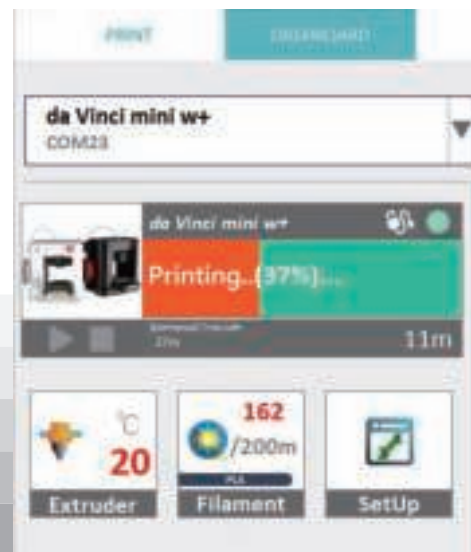 PRINT
da Vinci mini w+
COM23
da Vinci mini w+
Printing..(37%)...
11m
°C
20
Extruder
162
/200m
PLA
Filament
SetUp